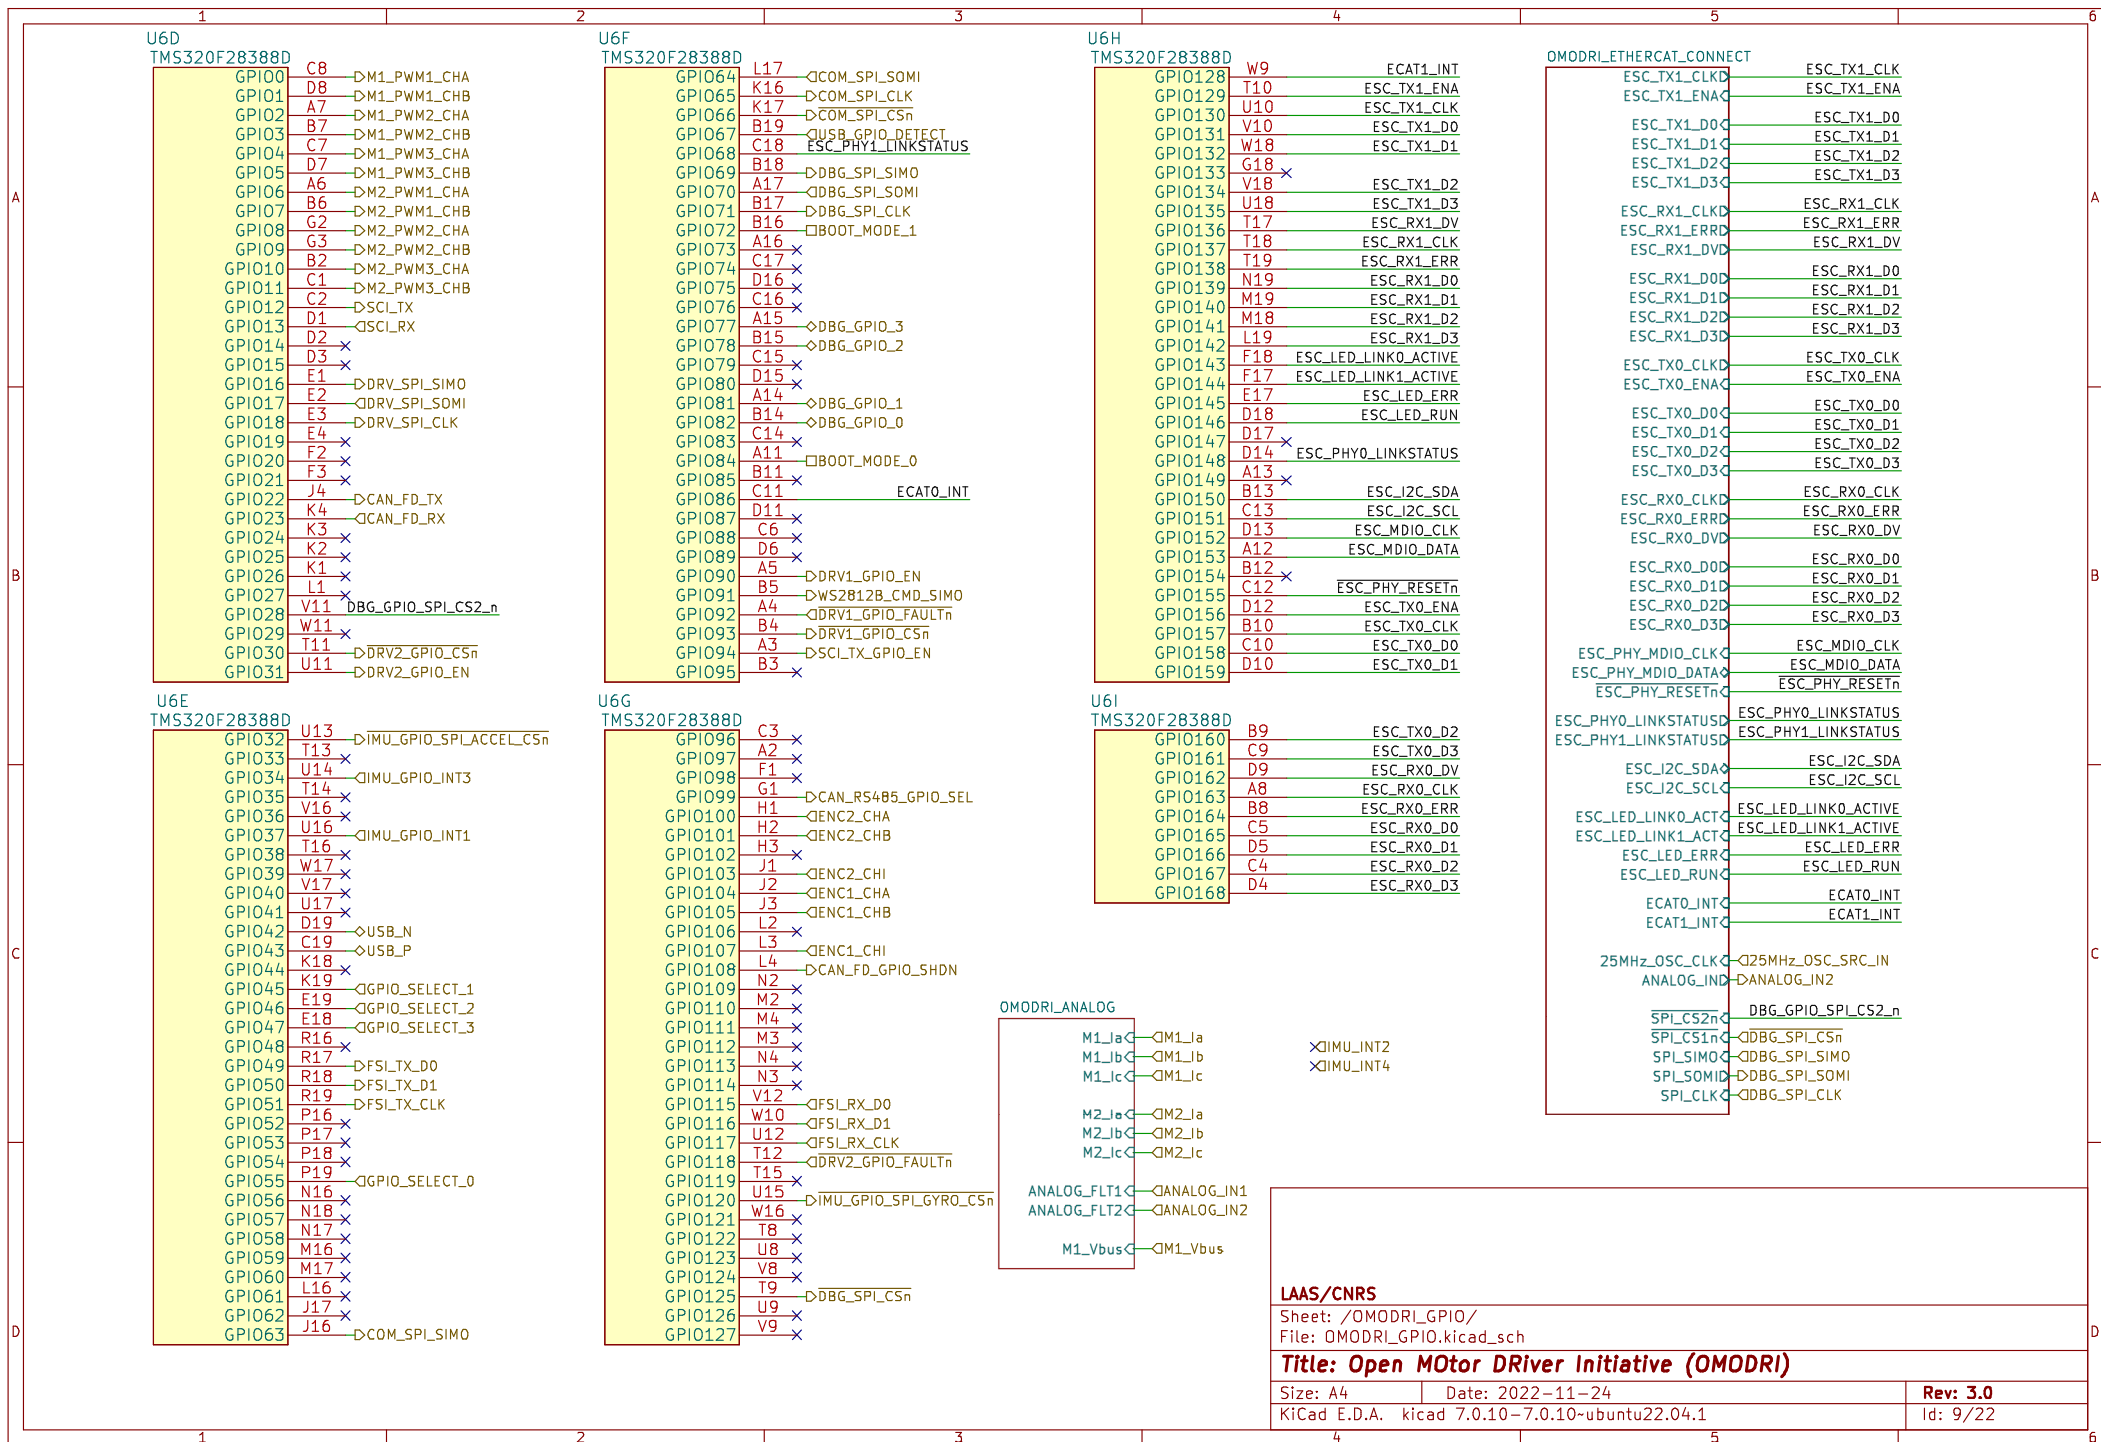 1 2 3 4 5 6
U6D
TMS320F28388D
GPIO0 C8 M1_PWM1_CHA
GPIO1 D8 M1_PWM1_CHB
GPIO2 A7 M1_PWM2_CHA
GPIO3 B7 M1_PWM2_CHB
GPIO4 C7 M1_PWM3_CHA
GPIO5 D7 M1_PWM3_CHB
GPIO6 A6 M2_PWM1_CHA
GPIO7 B6 M2_PWM1_CHB
GPIO8 G2 M2_PWM2_CHA
GPIO9 G3 M2_PWM2_CHB
GPIO10 B2 M2_PWM3_CHA
GPIO11 C1 M2_PWM3_CHB
GPIO12 C2 SCI_TX
GPIO13 D1 SCI_RX
GPIO14 D2
GPIO15 D3
GPIO16 E1 DRV_SPI_SIMO
GPIO17 E2 DRV_SPI_SOMI
GPIO18 E3 DRV_SPI_CLK
GPIO19 E4
GPIO20 F2
GPIO21 F3
GPIO22 J4 CAN_FD_TX
GPIO23 K4 CAN_FD_RX
GPIO24 K3
GPIO25 K2
GPIO26 K1
GPIO27 L1
GPIO28 V11 DBG_GPIO_SPI_CS2_n
GPIO29 W11
GPIO30 T11 DRV2_GPIO_CSn
GPIO31 U11 DRV2_GPIO_EN
U6E
TMS320F28388D
GPIO32 U13 IMU_GPIO_SPI_ACCEL_CSn
GPIO33 T13
GPIO34 U14 IMU_GPIO_INT3
GPIO35 T14
GPIO36 V16
GPIO37 U16 IMU_GPIO_INT1
GPIO38 T16
GPIO39 W17
GPIO40 V17
GPIO41 U17
GPIO42 D19 USB_N
GPIO43 C19 USB_P
GPIO44 K18
GPIO45 K19 GPIO_SELECT_1
GPIO46 E19 GPIO_SELECT_2
GPIO47 E18 GPIO_SELECT_3
GPIO48 R16
GPIO49 R17 FSI_TX_D0
GPIO50 R18 FSI_TX_D1
GPIO51 R19 FSI_TX_CLK
GPIO52 P16
GPIO53 P17
GPIO54 P18
GPIO55 P19 GPIO_SELECT_0
GPIO56 N16
GPIO57 N18
GPIO58 N17
GPIO59 M16
GPIO60 M17
GPIO61 L16
GPIO62 J17
GPIO63 J16 COM_SPI_SIMO
U6F
TMS320F28388D
GPIO64 L17 COM_SPI_SOMI
GPIO65 K16 COM_SPI_CLK
GPIO66 K17 COM_SPI_CSn
GPIO67 B19 USB_GPIO_DETECT
GPIO68 C18 ESC_PHY1_LINKSTATUS
GPIO69 B18 DBG_SPI_SIMO
GPIO70 A17 DBG_SPI_SOMI
GPIO71 B17 DBG_SPI_CLK
GPIO72 B16 BOOT_MODE_1
GPIO73 A16
GPIO74 C17
GPIO75 D16
GPIO76 C16
GPIO77 A15 DBG_GPIO_3
GPIO78 B15 DBG_GPIO_2
GPIO79 C15
GPIO80 D15
GPIO81 A14 DBG_GPIO_1
GPIO82 B14 DBG_GPIO_0
GPIO83 C14
GPIO84 A11 BOOT_MODE_0
GPIO85 B11
GPIO86 C11 ECAT0_INT
GPIO87 D11
GPIO88 C6
GPIO89 D6
GPIO90 A5 DRV1_GPIO_EN
GPIO91 B5 WS2812B_CMD_SIMO
GPIO92 A4 DRV1_GPIO_FAULTn
GPIO93 B4 DRV1_GPIO_CSn
GPIO94 A3 SCI_TX_GPIO_EN
GPIO95 B3
U6G
TMS320F28388D
GPIO96 C3
GPIO97 A2
GPIO98 F1
GPIO99 G1 CAN_RS485_GPIO_SEL
GPIO100 H1 ENC2_CHA
GPIO101 H2 ENC2_CHB
GPIO102 H3
GPIO103 J1 ENC2_CHI
GPIO104 J2 ENC1_CHA
GPIO105 J3 ENC1_CHB
GPIO106 L2
GPIO107 L3 ENC1_CHI
GPIO108 L4 CAN_FD_GPIO_SHDN
GPIO109 N2
GPIO110 M2
GPIO111 M4
GPIO112 M3
GPIO113 N4
GPIO114 N3
GPIO115 V12 FSI_RX_D0
GPIO116 W10 FSI_RX_D1
GPIO117 U12 FSI_RX_CLK
GPIO118 T12 DRV2_GPIO_FAULTn
GPIO119 T15
GPIO120 U15 IMU_GPIO_SPI_GYRO_CSn
GPIO121 W16
GPIO122 T8
GPIO123 U8
GPIO124 V8
GPIO125 T9 DBG_SPI_CSn
GPIO126 U9
GPIO127 V9
U6H
TMS320F28388D
GPIO128 W9 ECAT1_INT
GPIO129 T10 ESC_TX1_ENA
GPIO130 U10 ESC_TX1_CLK
GPIO131 V10 ESC_TX1_D0
GPIO132 W18 ESC_TX1_D1
GPIO133 G18
GPIO134 V18 ESC_TX1_D2
GPIO135 U18 ESC_TX1_D3
GPIO136 T17 ESC_RX1_DV
GPIO137 T18 ESC_RX1_CLK
GPIO138 T19 ESC_RX1_ERR
GPIO139 N19 ESC_RX1_D0
GPIO140 M19 ESC_RX1_D1
GPIO141 M18 ESC_RX1_D2
GPIO142 L19 ESC_RX1_D3
GPIO143 F18 ESC_LED_LINK0_ACTIVE
GPIO144 F17 ESC_LED_LINK1_ACTIVE
GPIO145 E17 ESC_LED_ERR
GPIO146 D18 ESC_LED_RUN
GPIO147 D17
GPIO148 D14 ESC_PHY0_LINKSTATUS
GPIO149 A13
GPIO150 B13 ESC_I2C_SDA
GPIO151 C13 ESC_I2C_SCL
GPIO152 D13 ESC_MDIO_CLK
GPIO153 A12 ESC_MDIO_DATA
GPIO154 B12
GPIO155 C12 ESC_PHY_RESETn
GPIO156 D12 ESC_TX0_ENA
GPIO157 B10 ESC_TX0_CLK
GPIO158 C10 ESC_TX0_D0
GPIO159 D10 ESC_TX0_D1
U6I
TMS320F28388D
GPIO160 B9 ESC_TX0_D2
GPIO161 C9 ESC_TX0_D3
GPIO162 D9 ESC_RX0_DV
GPIO163 A8 ESC_RX0_CLK
GPIO164 B8 ESC_RX0_ERR
GPIO165 C5 ESC_RX0_D0
GPIO166 D5 ESC_RX0_D1
GPIO167 C4 ESC_RX0_D2
GPIO168 D4 ESC_RX0_D3
OMODRI_ANALOG
M1_Ia M1_Ia
M1_Ib M1_Ib
M1_Ic M1_Ic
M2_Ia M2_Ia
M2_Ib M2_Ib
M2_Ic M2_Ic
ANALOG_FLT1 ANALOG_IN1
ANALOG_FLT2 ANALOG_IN2
M1_Vbus M1_Vbus
IMU_INT2
IMU_INT4
OMODRI_ETHERCAT_CONNECT
ESC_TX1_CLK ESC_TX1_CLK
ESC_TX1_ENA ESC_TX1_ENA
ESC_TX1_D0 ESC_TX1_D0
ESC_TX1_D1 ESC_TX1_D1
ESC_TX1_D2 ESC_TX1_D2
ESC_TX1_D3 ESC_TX1_D3
ESC_RX1_CLK ESC_RX1_CLK
ESC_RX1_ERR ESC_RX1_ERR
ESC_RX1_DV ESC_RX1_DV
ESC_RX1_D0 ESC_RX1_D0
ESC_RX1_D1 ESC_RX1_D1
ESC_RX1_D2 ESC_RX1_D2
ESC_RX1_D3 ESC_RX1_D3
ESC_TX0_CLK ESC_TX0_CLK
ESC_TX0_ENA ESC_TX0_ENA
ESC_TX0_D0 ESC_TX0_D0
ESC_TX0_D1 ESC_TX0_D1
ESC_TX0_D2 ESC_TX0_D2
ESC_TX0_D3 ESC_TX0_D3
ESC_RX0_CLK ESC_RX0_CLK
ESC_RX0_ERR ESC_RX0_ERR
ESC_RX0_DV ESC_RX0_DV
ESC_RX0_D0 ESC_RX0_D0
ESC_RX0_D1 ESC_RX0_D1
ESC_RX0_D2 ESC_RX0_D2
ESC_RX0_D3 ESC_RX0_D3
ESC_PHY_MDIO_CLK ESC_MDIO_CLK
ESC_PHY_MDIO_DATA ESC_MDIO_DATA
ESC_PHY_RESETn ESC_PHY_RESETn
ESC_PHY0_LINKSTATUS ESC_PHY0_LINKSTATUS
ESC_PHY1_LINKSTATUS ESC_PHY1_LINKSTATUS
ESC_I2C_SDA ESC_I2C_SDA
ESC_I2C_SCL ESC_I2C_SCL
ESC_LED_LINK0_ACT ESC_LED_LINK0_ACTIVE
ESC_LED_LINK1_ACT ESC_LED_LINK1_ACTIVE
ESC_LED_ERR ESC_LED_ERR
ESC_LED_RUN ESC_LED_RUN
ECAT0_INT ECAT0_INT
ECAT1_INT ECAT1_INT
25MHz_OSC_CLK 25MHz_OSC_SRC_IN
ANALOG_IN ANALOG_IN2
SPI_CS2n DBG_GPIO_SPI_CS2_n
SPI_CS1n DBG_SPI_CSn
SPI_SIMO DBG_SPI_SIMO
SPI_SOMI DBG_SPI_SOMI
SPI_CLK DBG_SPI_CLK
A A
B B
C C
D D
LAAS/CNRS
Sheet: /OMODRI_GPIO/
File: OMODRI_GPIO.kicad_sch
Title: Open MOtor DRiver Initiative (OMODRI)
Size: A4 Date: 2022-11-24 Rev: 3.0
KiCad E.D.A. kicad 7.0.10-7.0.10~ubuntu22.04.1 Id: 9/22
1 2 3 4 5 6